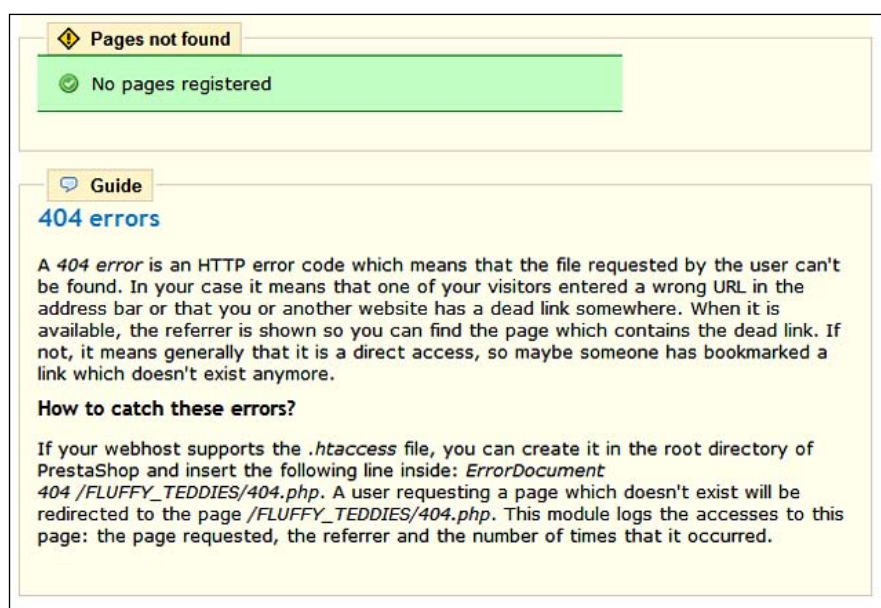 Pages not found
No pages registered
Guide
404 errors
A 404 error is an HTTP error code which means that the file requested by the user can't
be found. In your case it means that one of your visitors entered a wrong URL in the
address bar or that you or another website has a dead link somewhere. When it is
available, the referrer is shown so you can find the page which contains the dead link. If
not, it means generally that it is a direct access, so maybe someone has bookmarked a
link which doesn't exist anymore.
How to catch these errors?
If your webhost supports the .htaccess file, you can create it in the root directory of
PrestaShop and insert the following line inside: ErrorDocument
404 /FLUFFY_TEDDIES/404.php. A user requesting a page which doesn't exist will be
redirected to the page /FLUFFY_TEDDIES/404.php. This module logs the accesses to this
page: the page requested, the referrer and the number of times that it occurred.